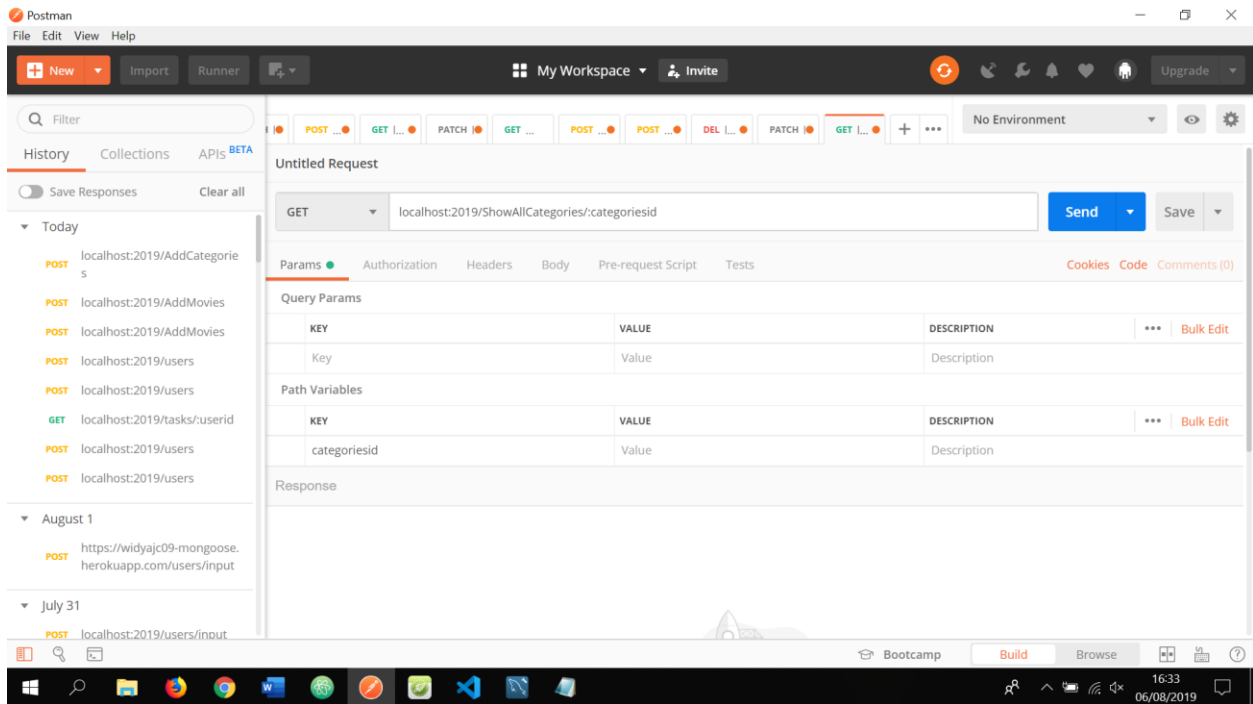 Postman
File Edit View Help
New Import Runner My Workspace Invite Upgrade
Filter
History Collections APIs BETA
Save Responses Clear all
Today
POST localhost:2019/AddCategorie
s
POST localhost:2019/AddMovies
POST localhost:2019/AddMovies
POST localhost:2019/users
POST localhost:2019/users
GET localhost:2019/tasks/:userid
POST localhost:2019/users
POST localhost:2019/users
August 1
POST https://widyajc09-mongoose.
herokuapp.com/users/input
July 31
POST localhost:2019/users/input
POST ... GET |... PATCH | GET ... POST ... POST ... DEL |... PATCH | GET |... + ••• No Environment
Untitled Request
GET localhost:2019/ShowAllCategories/:categoriesid Send Save
Params Authorization Headers Body Pre-request Script Tests Cookies Code Comments (0)
Query Params
KEY VALUE DESCRIPTION ••• Bulk Edit
Key Value Description
Path Variables
KEY VALUE DESCRIPTION ••• Bulk Edit
categoriesid Value Description
Response
Bootcamp Build Browse
16:33
06/08/2019